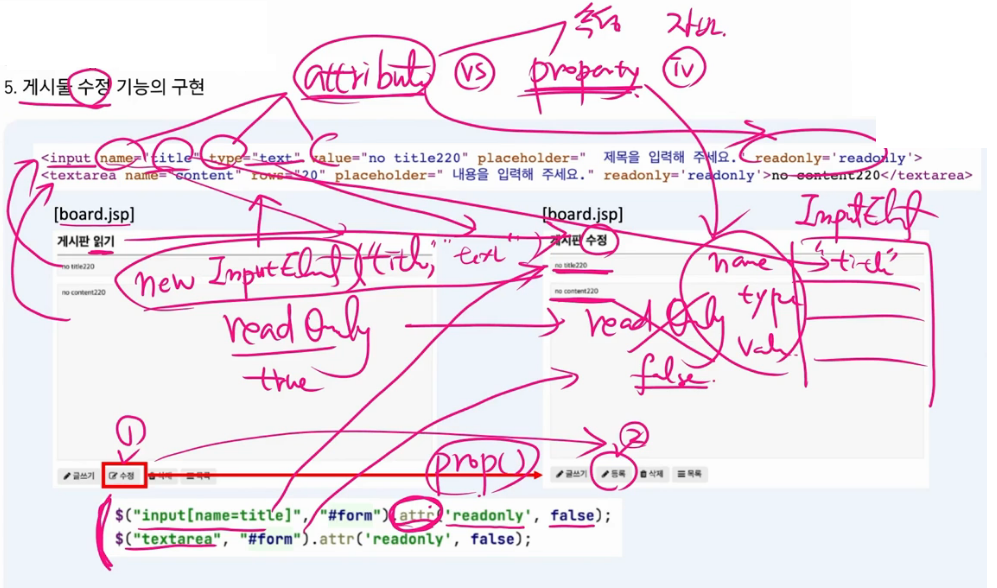 속성 자바.
attribute vs property iv
5. 게시물 수정 기능의 구현
<input name="title" type="text" value="no title220" placeholder=" 제목을 입력해 주세요." readonly='readonly'>
<textarea name="content" rows="20" placeholder=" 내용을 입력해 주세요." readonly='readonly'>no content220</textarea>
[board.jsp] [board.jsp]
InputElmt
게시판 읽기 게시판 수정
new InputElmt("title", "text") name "title"
no title220 no title220
no content220 no content220
type
read Only read Only
value
true false.
① ②
prop()
글쓰기 수정 삭제 목록 글쓰기 등록 삭제 목록
$("input[name=title]", "#form").attr('readonly', false);
$("textarea", "#form").attr('readonly', false);